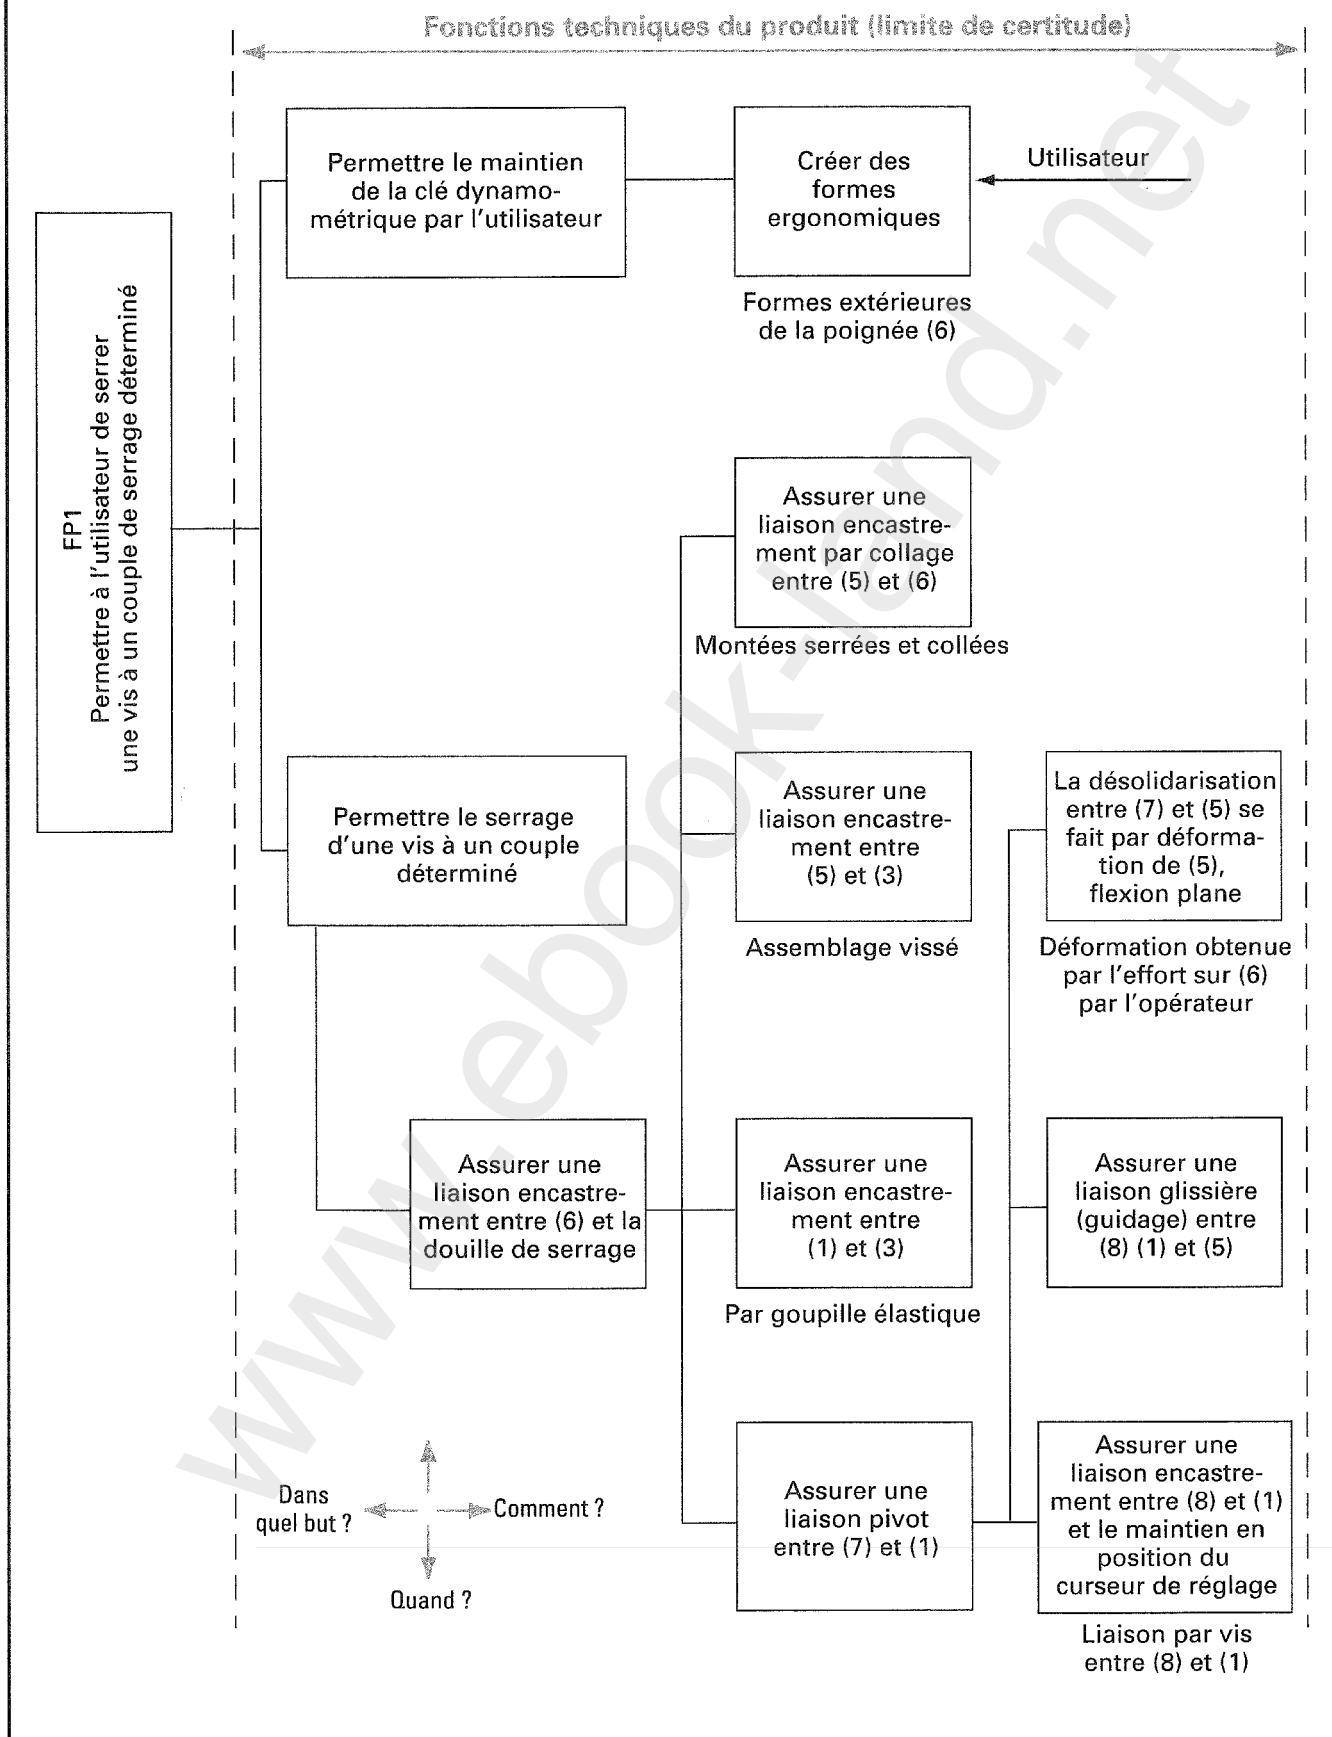 Fonctions techniques du produit (limite de certitude)
FP1
Permettre à l'utilisateur de serrer
une vis à un couple de serrage déterminé
Permettre le maintien
de la clé dynamo-
métrique par l'utilisateur
Créer des
formes
ergonomiques
Utilisateur
Formes extérieures
de la poignée (6)
Assurer une
liaison encastre-
ment par collage
entre (5) et (6)
Montées serrées et collées
Permettre le serrage
d'une vis à un couple
déterminé
Assurer une
liaison encastre-
ment entre
(5) et (3)
Assemblage vissé
La désolidarisation
entre (7) et (5) se
fait par déforma-
tion de (5),
flexion plane
Déformation obtenue
par l'effort sur (6)
par l'opérateur
Assurer une
liaison encastre-
ment entre (6) et la
douille de serrage
Assurer une
liaison encastre-
ment entre
(1) et (3)
Par goupille élastique
Assurer une
liaison glissière
(guidage) entre
(8) (1) et (5)
Assurer une
liaison pivot
entre (7) et (1)
Assurer une
liaison encastre-
ment entre (8) et (1)
et le maintien en
position du
curseur de réglage
Liaison par vis
entre (8) et (1)
Dans
quel but ?
Comment ?
Quand ?
www.ebook-land.net